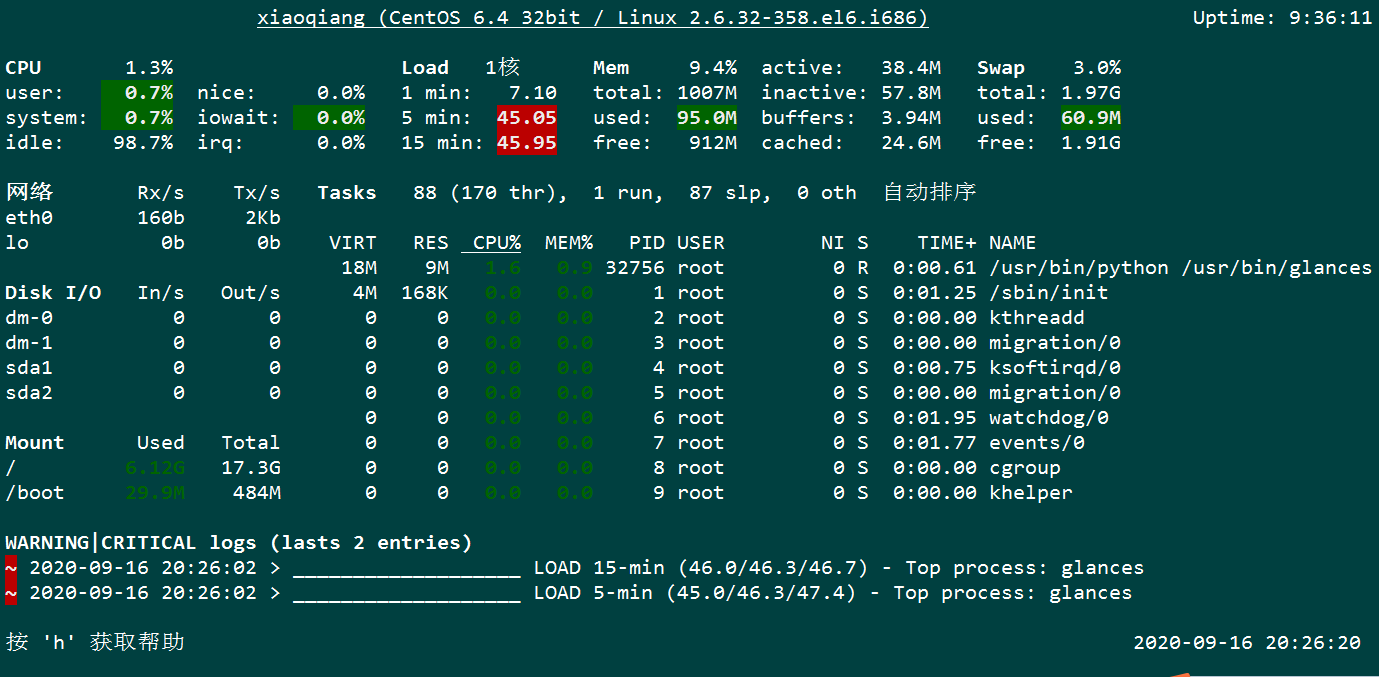 xiaoqiang (CentOS 6.4 32bit / Linux 2.6.32-358.el6.i686) Uptime: 9:36:11
CPU 1.3% Load 1核 Mem 9.4% active: 38.4M Swap 3.0%
user: 0.7% nice: 0.0% 1 min: 7.10 total: 1007M inactive: 57.8M total: 1.97G
system: 0.7% iowait: 0.0% 5 min: 45.05 used: 95.0M buffers: 3.94M used: 60.9M
idle: 98.7% irq: 0.0% 15 min: 45.95 free: 912M cached: 24.6M free: 1.91G
网络 Rx/s Tx/s Tasks 88 (170 thr), 1 run, 87 slp, 0 oth 自动排序
eth0 160b 2Kb
lo 0b 0b VIRT RES CPU% MEM% PID USER NI S TIME+ NAME
18M 9M 1.6 0.9 32756 root 0 R 0:00.61 /usr/bin/python /usr/bin/glances
Disk I/O In/s Out/s 4M 168K 0.0 0.0 1 root 0 S 0:01.25 /sbin/init
dm-0 0 0 0 0 0.0 0.0 2 root 0 S 0:00.00 kthreadd
dm-1 0 0 0 0 0.0 0.0 3 root 0 S 0:00.00 migration/0
sda1 0 0 0 0 0.0 0.0 4 root 0 S 0:00.75 ksoftirqd/0
sda2 0 0 0 0 0.0 0.0 5 root 0 S 0:00.00 migration/0
0 0 0.0 0.0 6 root 0 S 0:01.95 watchdog/0
Mount Used Total 0 0 0.0 0.0 7 root 0 S 0:01.77 events/0
/ 6.12G 17.3G 0 0 0.0 0.0 8 root 0 S 0:00.00 cgroup
/boot 29.9M 484M 0 0 0.0 0.0 9 root 0 S 0:00.00 khelper
WARNING|CRITICAL logs (lasts 2 entries)
~ 2020-09-16 20:26:02 > ___________________ LOAD 15-min (46.0/46.3/46.7) - Top process: glances
~ 2020-09-16 20:26:02 > ___________________ LOAD 5-min (45.0/46.3/47.4) - Top process: glances
按 'h' 获取帮助 2020-09-16 20:26:20